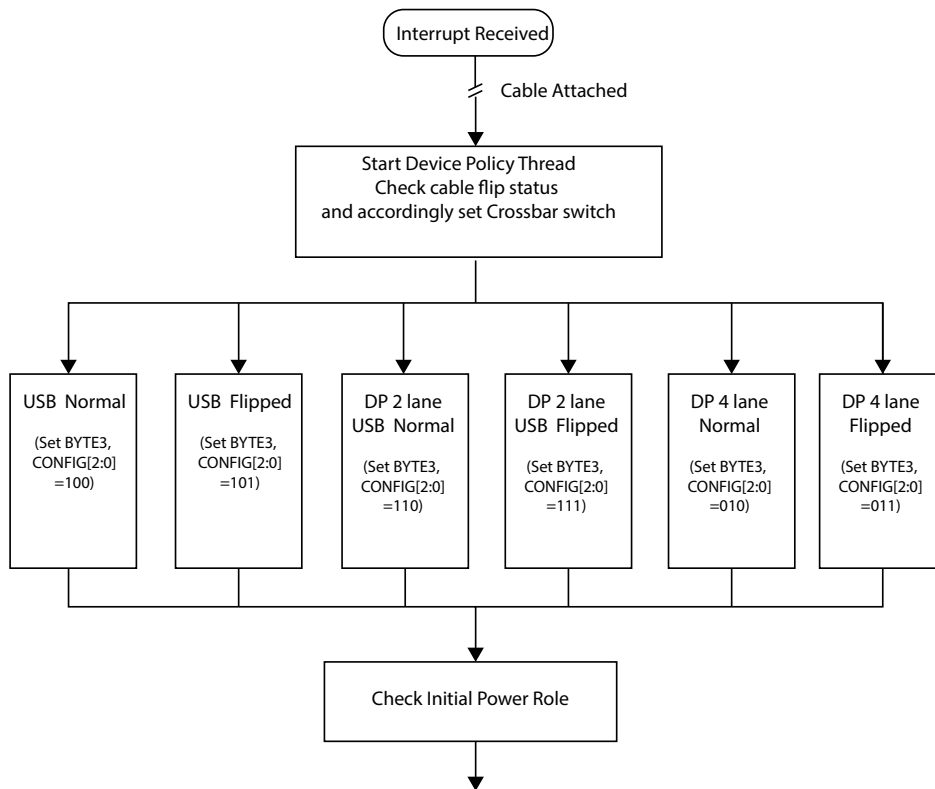 Interrupt Received
Cable Attached
Start Device Policy Thread
Check cable flip status
and accordingly set Crossbar switch
USB Normal
(Set BYTE3,
CONFIG[2:0]
=100)
USB Flipped
(Set BYTE3,
CONFIG[2:0]
=101)
DP 2 lane
USB Normal
(Set BYTE3,
CONFIG[2:0]
=110)
DP 2 lane
USB Flipped
(Set BYTE3,
CONFIG[2:0]
=111)
DP 4 lane
Normal
(Set BYTE3,
CONFIG[2:0]
=010)
DP 4 lane
Flipped
(Set BYTE3,
CONFIG[2:0]
=011)
Check Initial Power Role